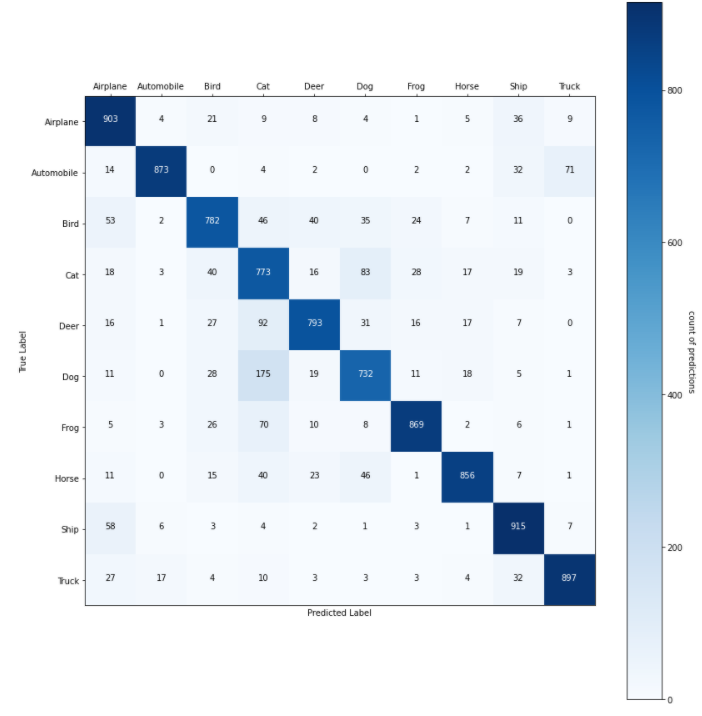 Airplane Automobile Bird Cat Deer Dog Frog Horse Ship Truck
Airplane 903 4 21 9 8 4 1 5 36 9
Automobile 14 873 0 4 2 0 2 2 32 71
Bird 53 2 782 46 40 35 24 7 11 0
Cat 18 3 40 773 16 83 28 17 19 3
Deer 16 1 27 92 793 31 16 17 7 0
Dog 11 0 28 175 19 732 11 18 5 1
Frog 5 3 26 70 10 8 869 2 6 1
Horse 11 0 15 40 23 46 1 856 7 1
Ship 58 6 3 4 2 1 3 1 915 7
Truck 27 17 4 10 3 3 3 4 32 897
True Label
Predicted Label
800
600
400
200
0
count of predictions